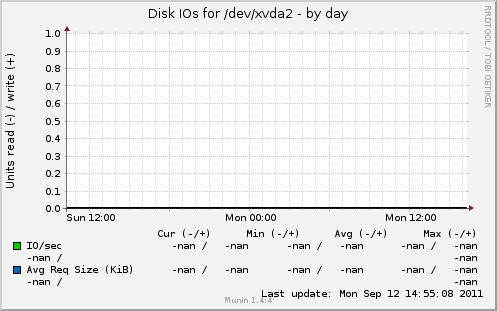 Disk IOs for /dev/xvda2 - by day
RRDTOOL / TOBI OETIKER
Units read (-) / write (+)
1.0
0.9
0.8
0.7
0.6
0.5
0.4
0.3
0.2
0.1
0.0
Sun 12:00 Mon 00:00 Mon 12:00
Cur (-/+) Min (-/+) Avg (-/+) Max (-/+)
IO/sec -nan / -nan -nan / -nan -nan / -nan -nan / -nan
-nan / -nan
Avg Req Size (KiB) -nan / -nan -nan / -nan -nan / -nan -nan / -nan
-nan / -nan
Last update: Mon Sep 12 14:55:08 2011
Munin 1.4.4